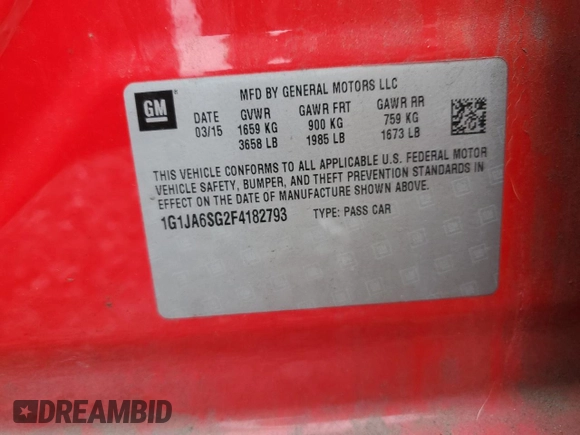 GM
MFD BY GENERAL MOTORS LLC
DATE GVWR GAWR FRT GAWR RR
03/15 1659 KG 900 KG 759 KG
3658 LB 1985 LB 1673 LB
THIS VEHICLE CONFORMS TO ALL APPLICABLE U.S. FEDERAL MOTOR
VEHICLE SAFETY, BUMPER, AND THEFT PREVENTION STANDARDS IN
EFFECT ON THE DATE OF MANUFACTURE SHOWN ABOVE.
1G1JA6SG2F4182793 TYPE: PASS CAR
DREAMBID